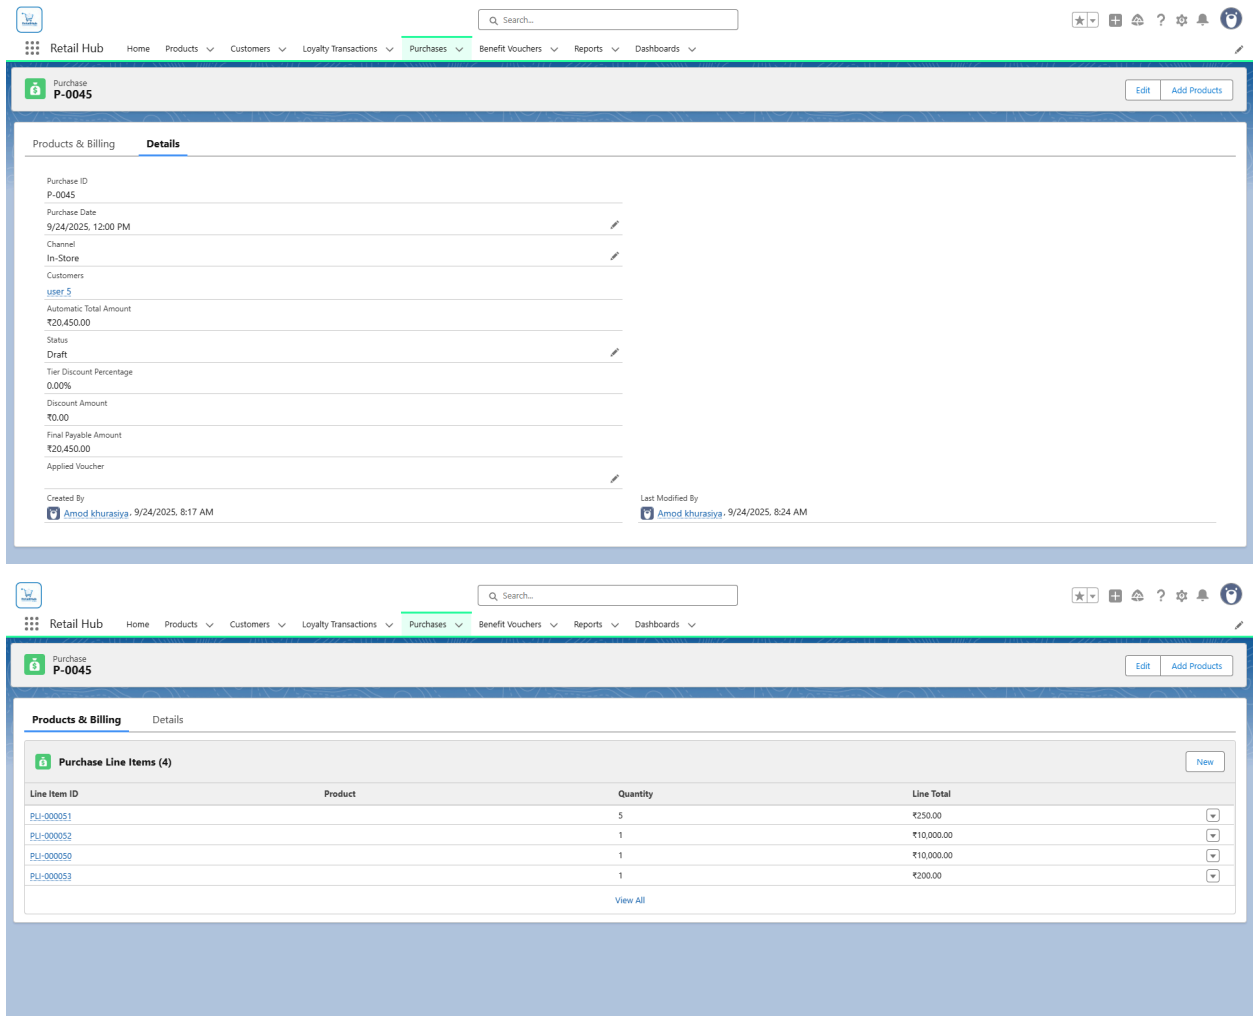 Search...
Retail Hub Home Products Customers Loyalty Transactions Purchases Benefit Vouchers Reports Dashboards
Purchase
P-0045
Edit Add Products
Products & Billing Details
Purchase ID
P-0045
Purchase Date
9/24/2025, 12:00 PM
Channel
In-Store
Customers
user 5
Automatic Total Amount
₹20,450.00
Status
Draft
Tier Discount Percentage
0.00%
Discount Amount
₹0.00
Final Payable Amount
₹20,450.00
Applied Voucher
Created By Last Modified By
Amod khurasiya, 9/24/2025, 8:17 AM Amod khurasiya, 9/24/2025, 8:24 AM
Search...
Retail Hub Home Products Customers Loyalty Transactions Purchases Benefit Vouchers Reports Dashboards
Purchase
P-0045
Edit Add Products
Products & Billing Details
Purchase Line Items (4) New
Line Item ID Product Quantity Line Total
PLI-000051 5 ₹250.00
PLI-000052 1 ₹10,000.00
PLI-000050 1 ₹10,000.00
PLI-000053 1 ₹200.00
View All